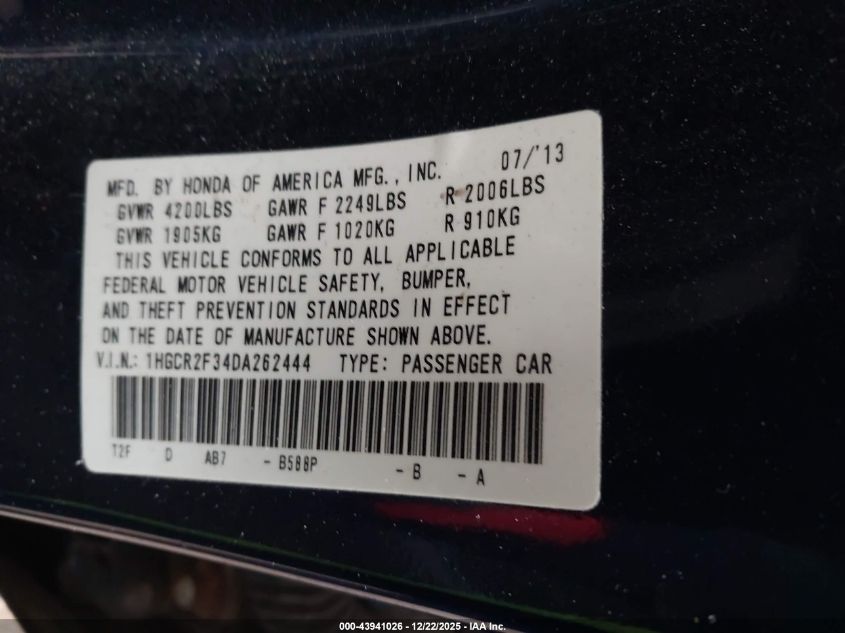 07/'13
MFD. BY HONDA OF AMERICA MFG., INC.
GVWR 4200LBS GAWR F 2249LBS R 2006LBS
GVWR 1905KG GAWR F 1020KG R 910KG
THIS VEHICLE CONFORMS TO ALL APPLICABLE
FEDERAL MOTOR VEHICLE SAFETY, BUMPER,
AND THEFT PREVENTION STANDARDS IN EFFECT
ON THE DATE OF MANUFACTURE SHOWN ABOVE.
V.I.N.: 1HGCR2F34DA262444 TYPE: PASSENGER CAR
T2F D AB7 - B588P - B - A
000-43941026 - 12/22/2025 - IAA Inc.